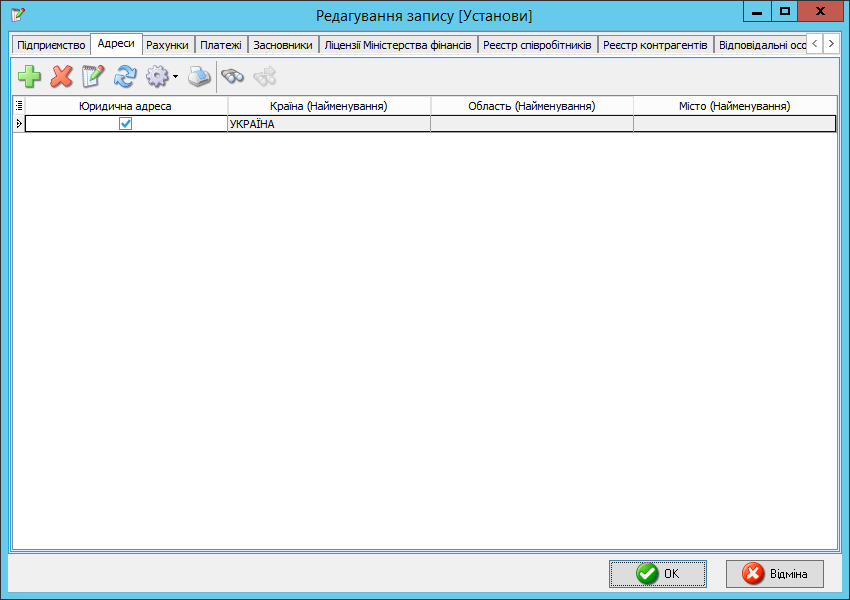 Редагування запису [Установи]
Підприємство Адреси Рахунки Платежі Засновники Ліцензії Міністерства фінансів Реєстр співробітників Реєстр контрагентів Відповідальні осо
Юридична адреса Країна (Найменування) Область (Найменування) Місто (Найменування)
УКРАЇНА
OK Відміна